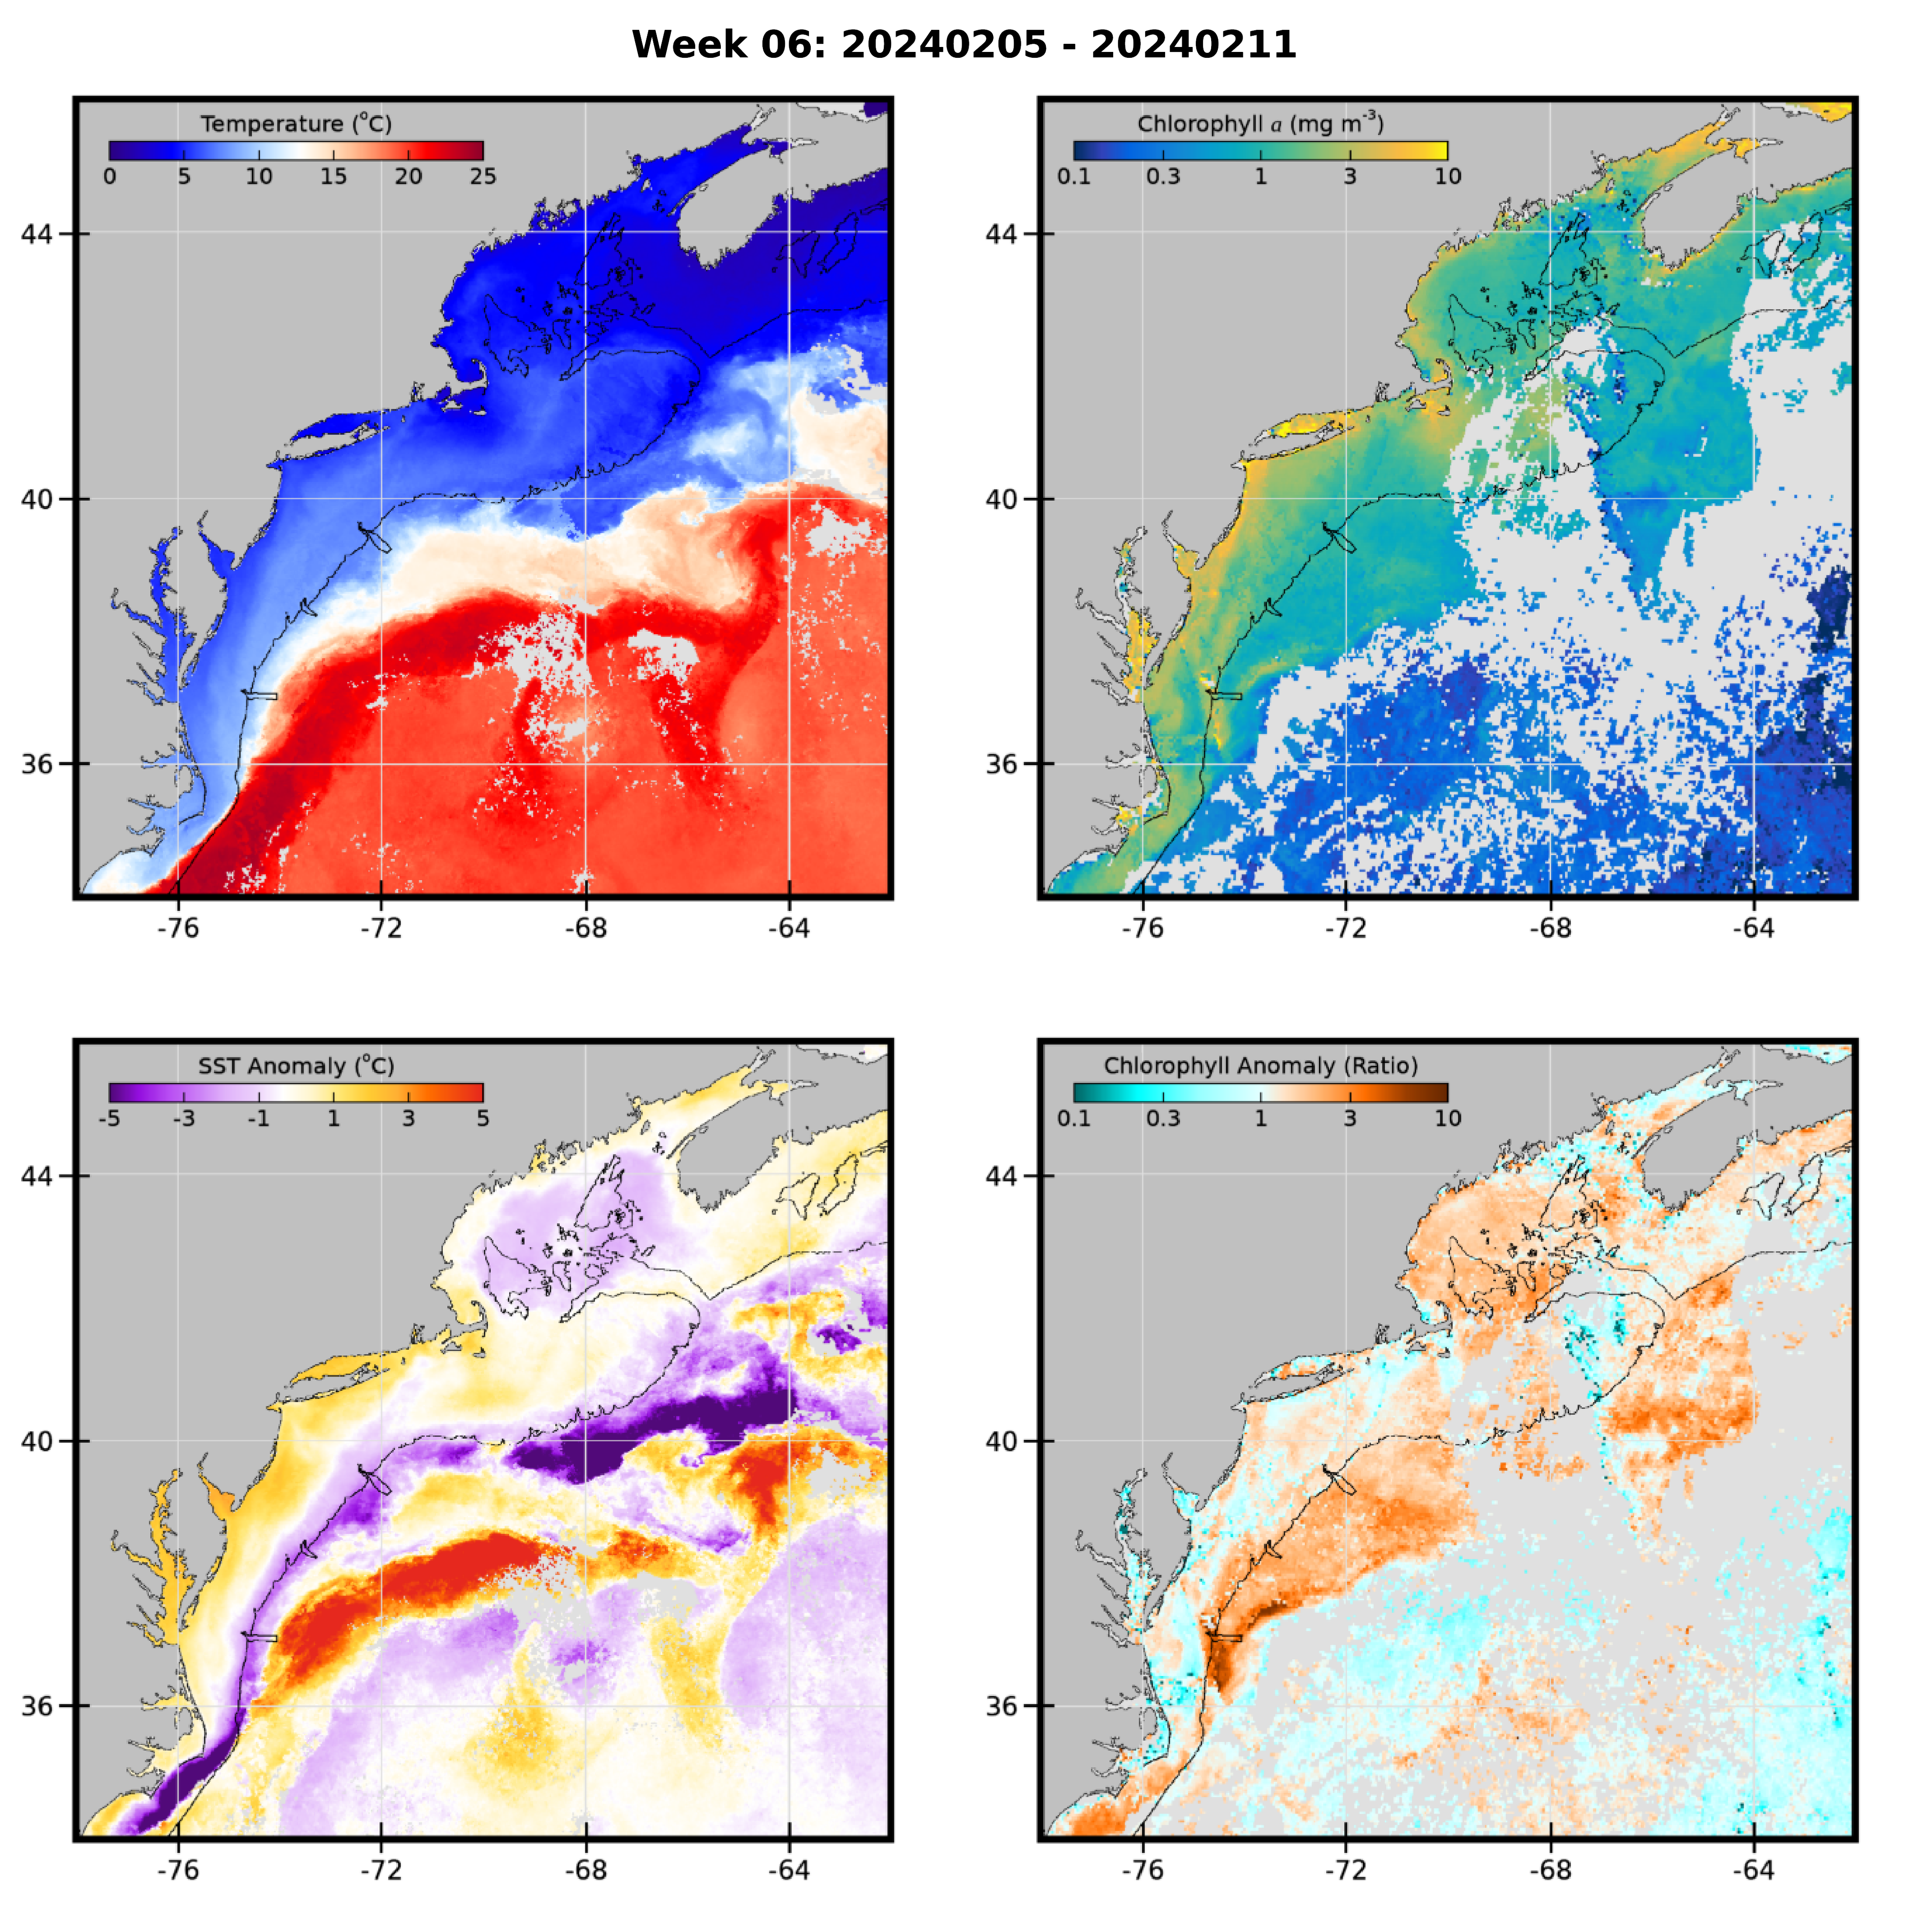 Week 06: 20240205 - 20240211
Temperature (°C)
0 5 10 15 20 25
44
40
36
-76 -72 -68 -64
Chlorophyll a (mg m⁻³)
0.1 0.3 1 3 10
44
40
36
-76 -72 -68 -64
SST Anomaly (°C)
-5 -3 -1 1 3 5
44
40
36
-76 -72 -68 -64
Chlorophyll Anomaly (Ratio)
0.1 0.3 1 3 10
44
40
36
-76 -72 -68 -64